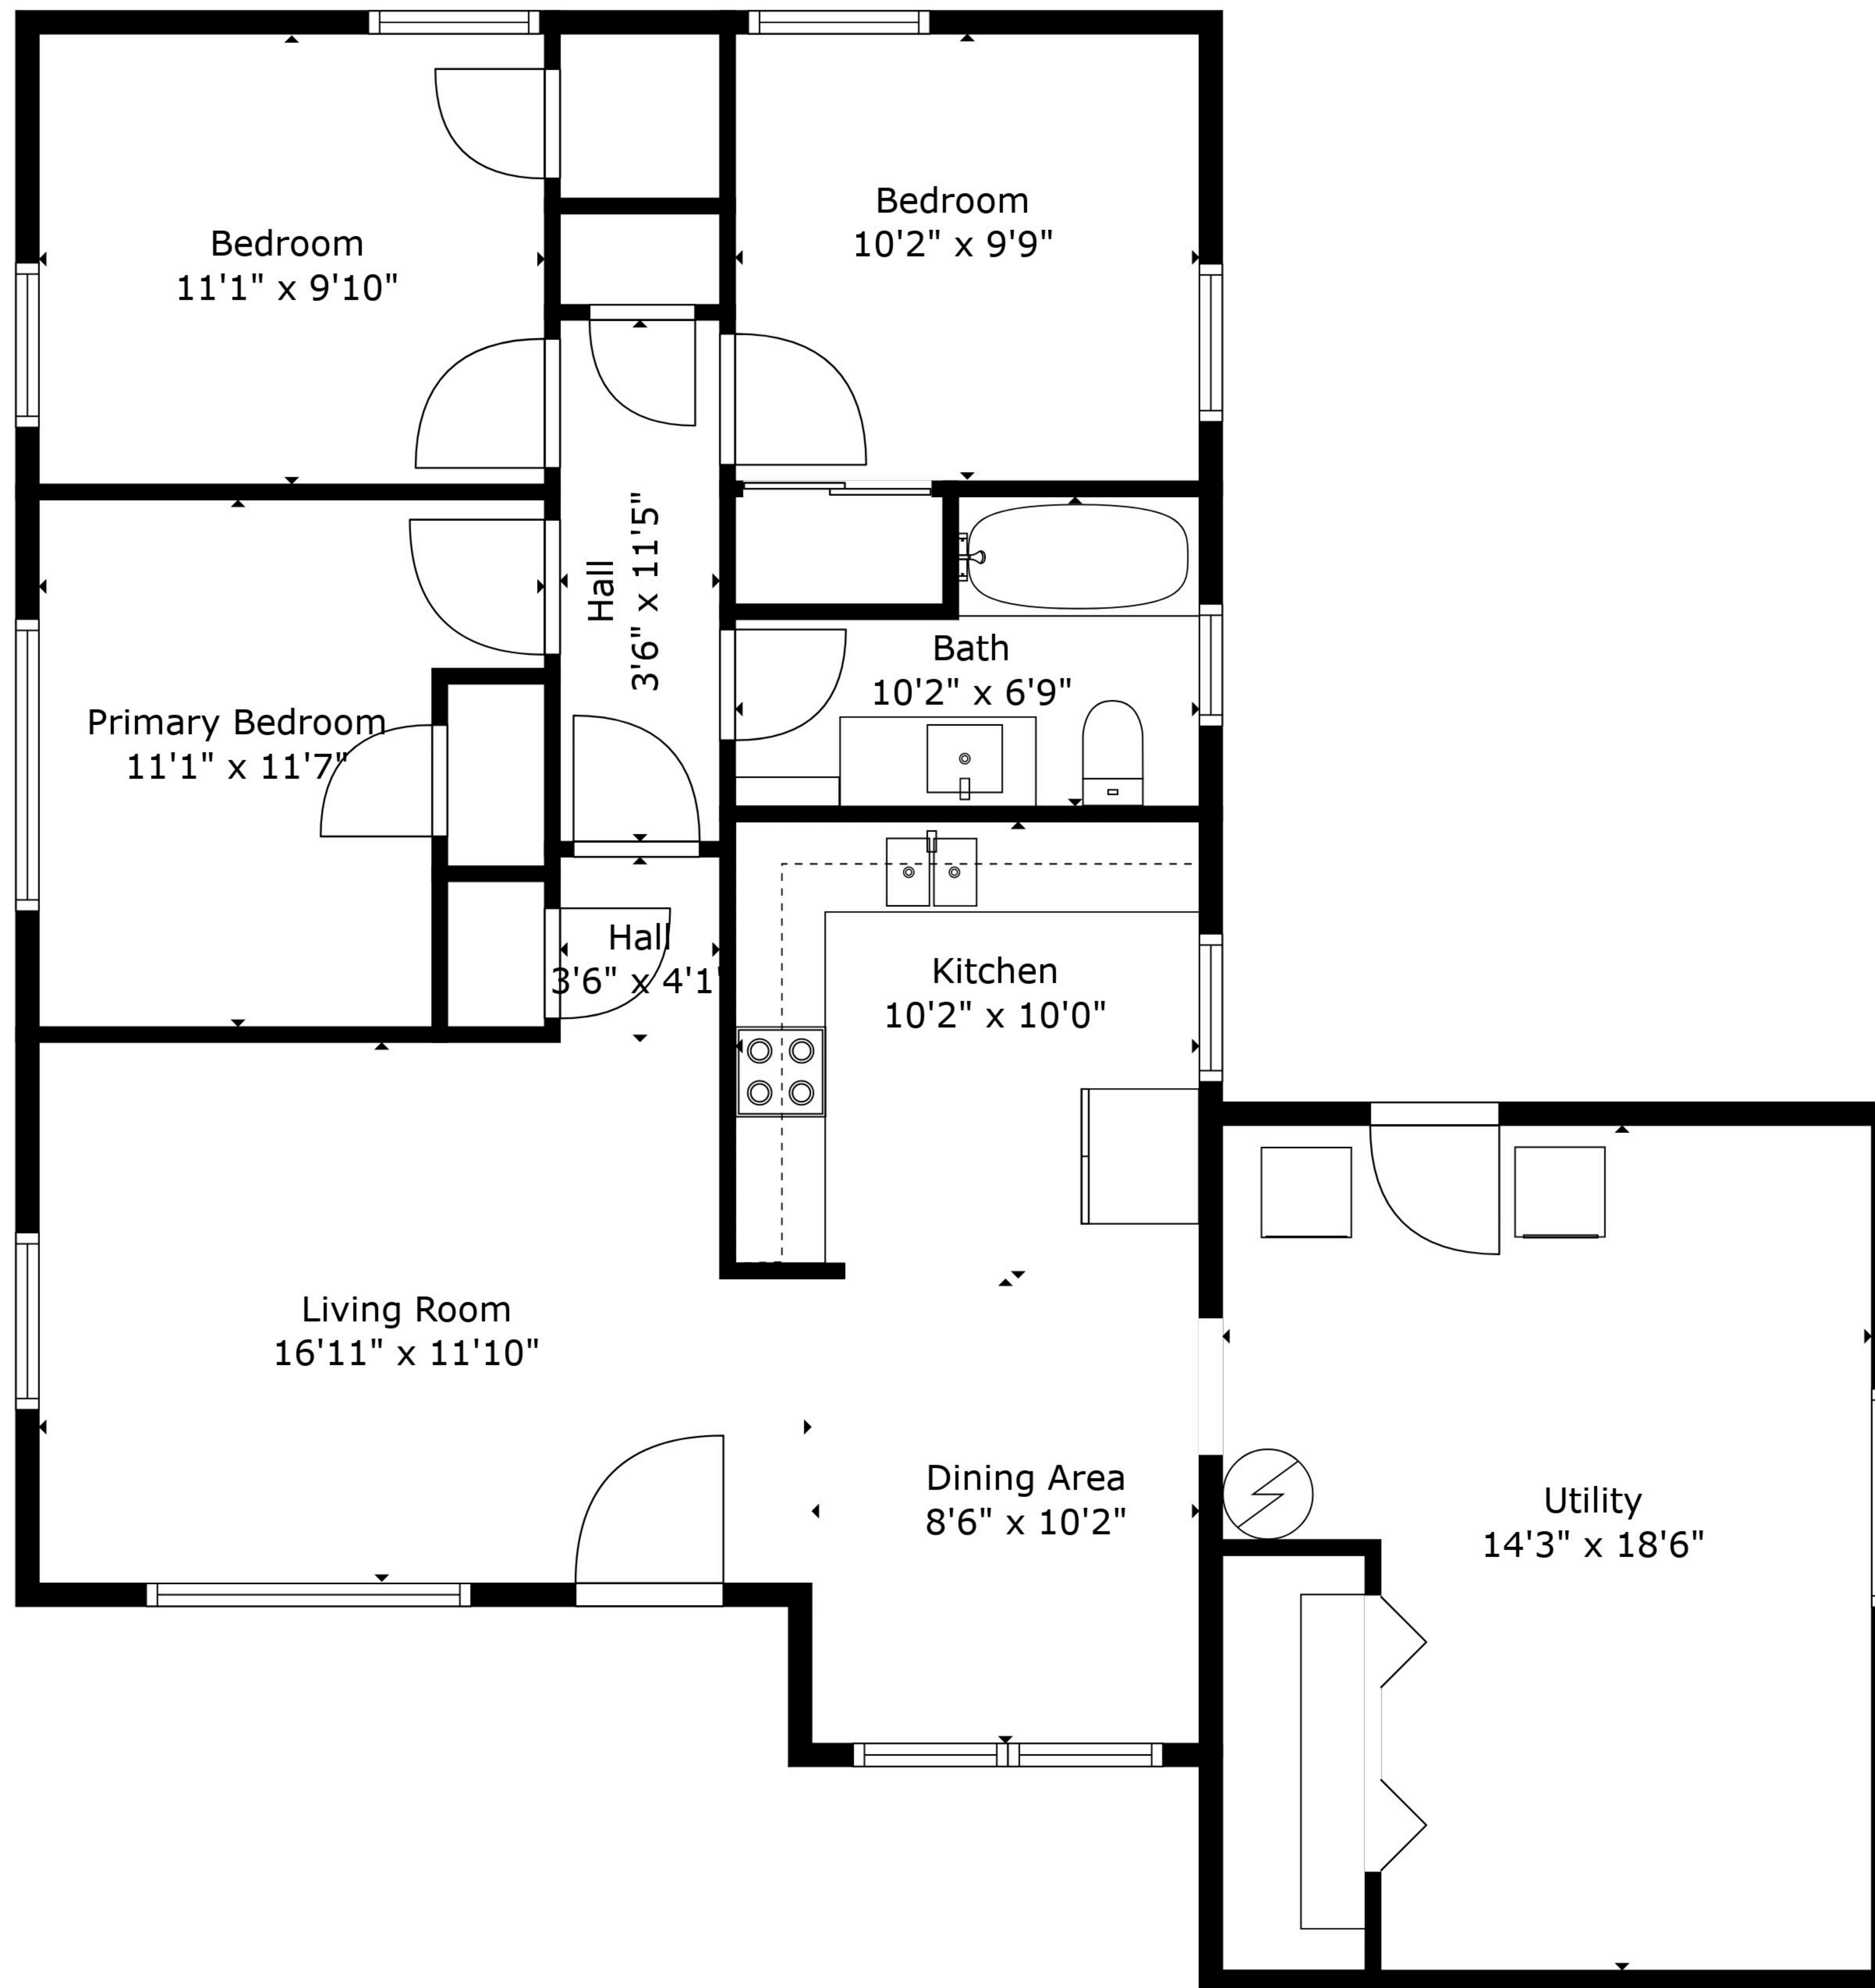 Bedroom
10'2" x 9'9"
Bedroom
11'1" x 9'10"
Hall
3'6" x 11'5"
Bath
10'2" x 6'9"
Primary Bedroom
11'1" x 11'7"
Hall
3'6" x 4'1"
Kitchen
10'2" x 10'0"
Living Room
16'11" x 11'10"
Dining Area
8'6" x 10'2"
Utility
14'3" x 18'6"